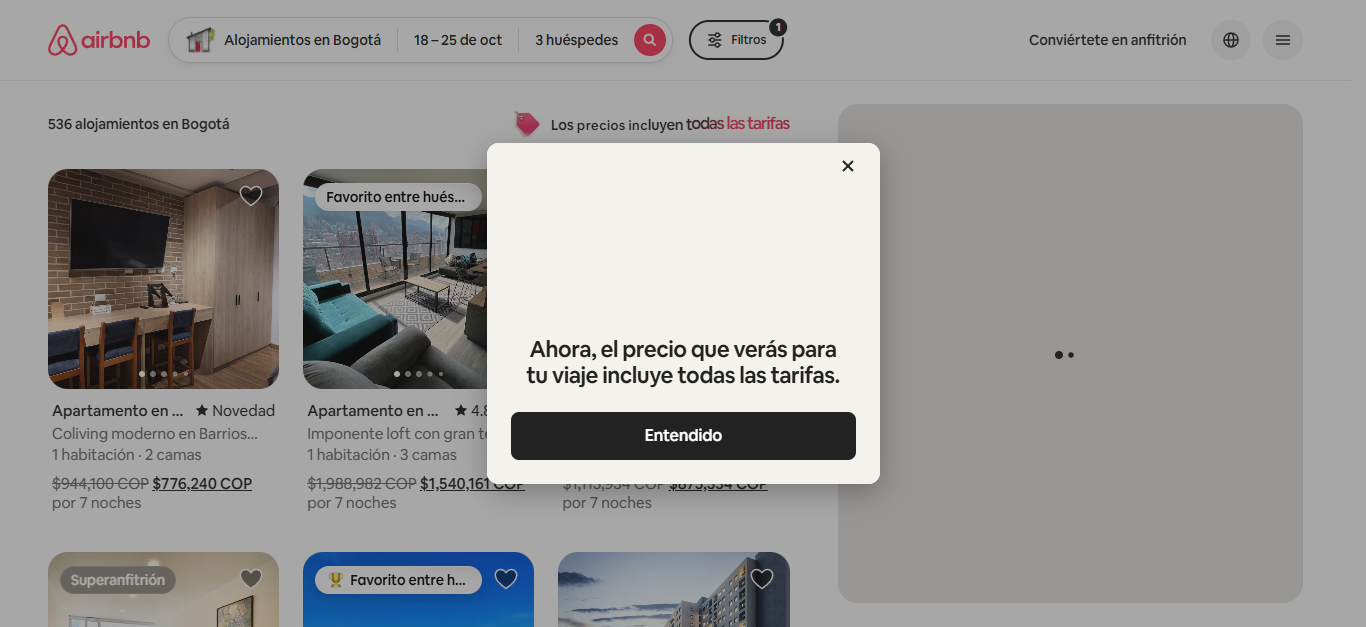 airbnb
Alojamientos en Bogotá
18 – 25 de oct
3 huéspedes
Filtros
1
Conviértete en anfitrión
536 alojamientos en Bogotá
Los precios incluyen todas las tarifas
Favorito entre hués...
Ahora, el precio que verás para
tu viaje incluye todas las tarifas.
Entendido
Apartamento en ...
Novedad
Coliving moderno en Barrios...
1 habitación · 2 camas
$944,100 COP $776,240 COP
por 7 noches
Apartamento en ...
4.8
Imponente loft con gran te
1 habitación · 3 camas
$1,988,982 COP $1,540,161 COP
por 7 noches
COP
COP
por 7 noches
Superanfitrión
Favorito entre h...